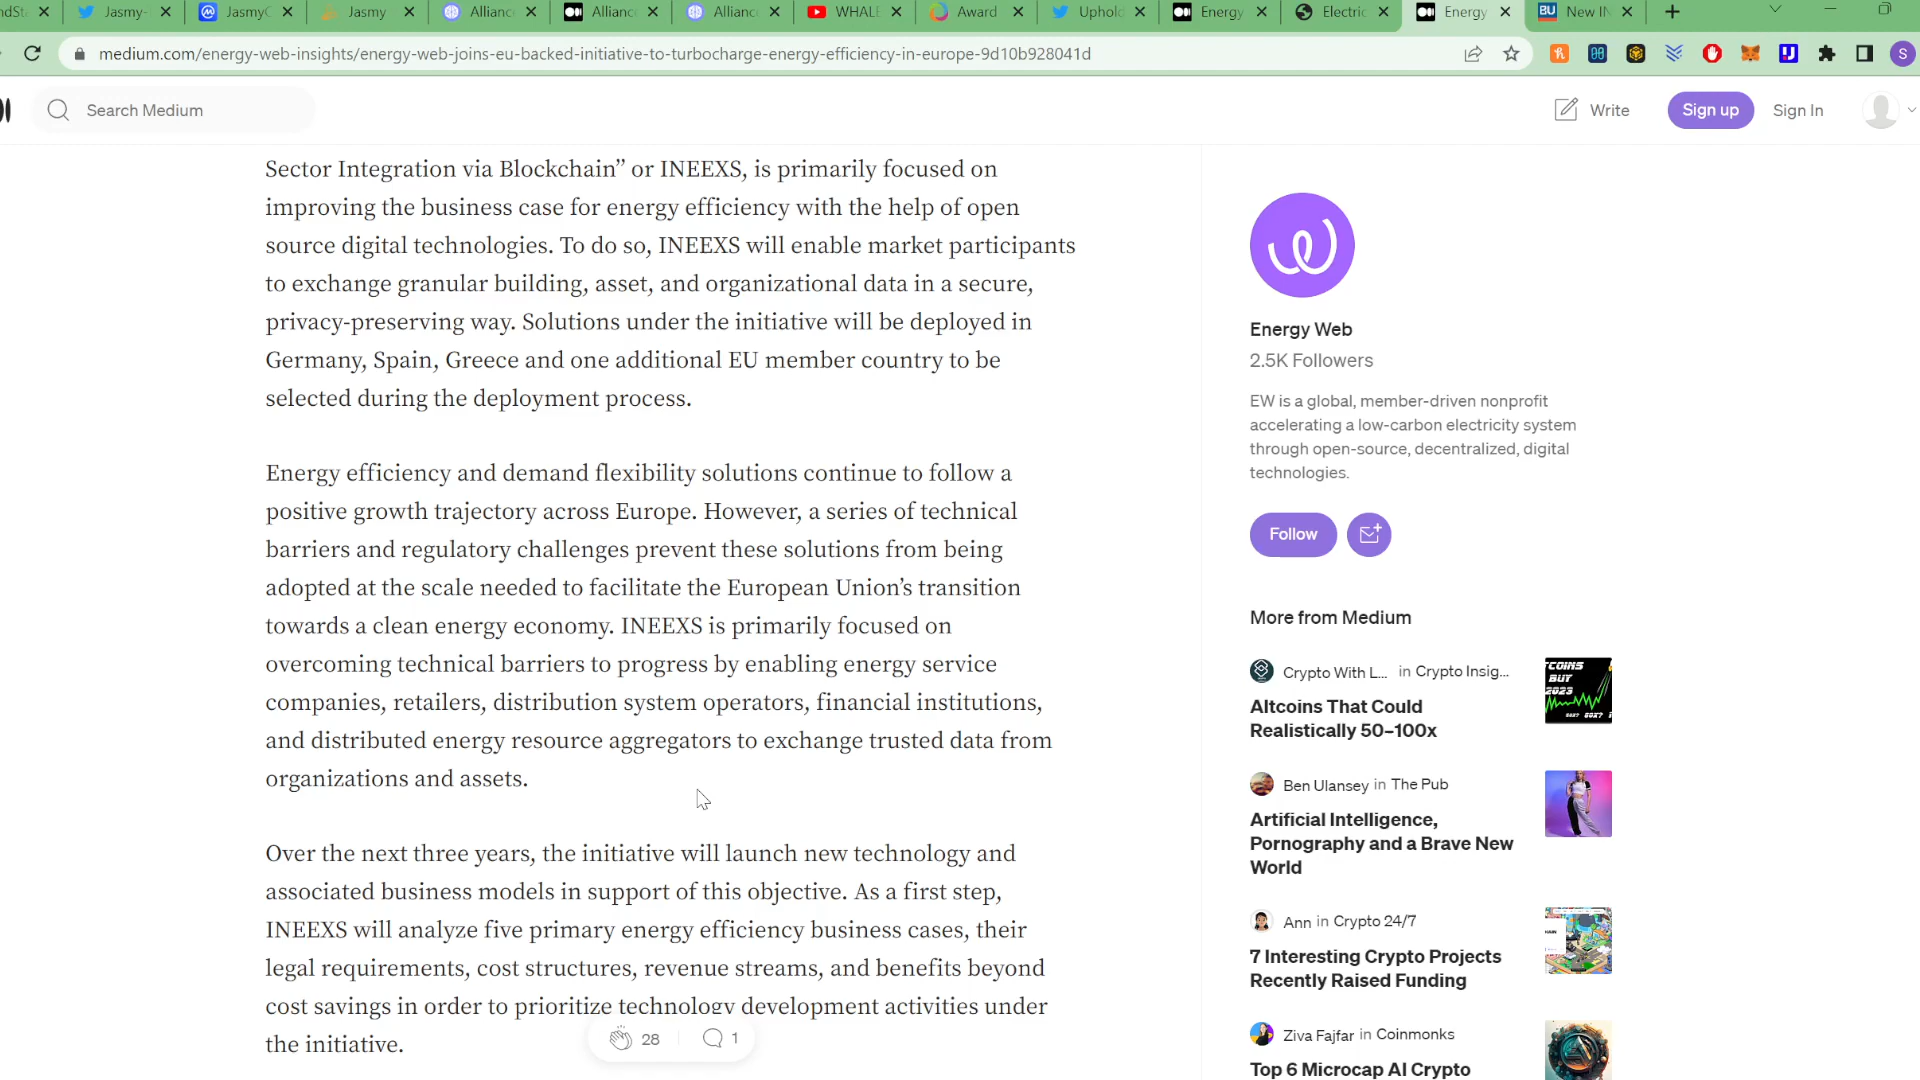 Jasmy-
Jasmy
Allianc
Allianc
Allianc
WHALE
Award
Uphold
Energy
Electric
Energy
BU New IN
medium.com/energy-web-insights/energy-web-joins-eu-backed-initiative-to-turbocharge-energy-efficiency-in-europe-9d10b928041d
S
Search Medium
Write
Sign up
Sign In
Sector Integration via Blockchain” or INEEXS, is primarily focused on
improving the business case for energy efficiency with the help of open
source digital technologies. To do so, INEEXS will enable market participants
to exchange granular building, asset, and organizational data in a secure,
privacy-preserving way. Solutions under the initiative will be deployed in
Germany, Spain, Greece and one additional EU member country to be
selected during the deployment process.
Energy efficiency and demand flexibility solutions continue to follow a
positive growth trajectory across Europe. However, a series of technical
barriers and regulatory challenges prevent these solutions from being
adopted at the scale needed to facilitate the European Union’s transition
towards a clean energy economy. INEEXS is primarily focused on
overcoming technical barriers to progress by enabling energy service
companies, retailers, distribution system operators, financial institutions,
and distributed energy resource aggregators to exchange trusted data from
organizations and assets.
Over the next three years, the initiative will launch new technology and
associated business models in support of this objective. As a first step,
INEEXS will analyze five primary energy efficiency business cases, their
legal requirements, cost structures, revenue streams, and benefits beyond
cost savings in order to prioritize technology development activities under
the initiative.
28
1
Energy Web
2.5K Followers
EW is a global, member-driven nonprofit
accelerating a low-carbon electricity system
through open-source, decentralized, digital
technologies.
Follow
More from Medium
Crypto With L... in Crypto Insig...
Altcoins That Could
Realistically 50–100x
COINS
BUY
2023
Ben Ulansey in The Pub
Artificial Intelligence,
Pornography and a Brave New
World
Ann in Crypto 24/7
7 Interesting Crypto Projects
Recently Raised Funding
Ziva Fajfar in Coinmonks
Top 6 Microcap AI Crypto